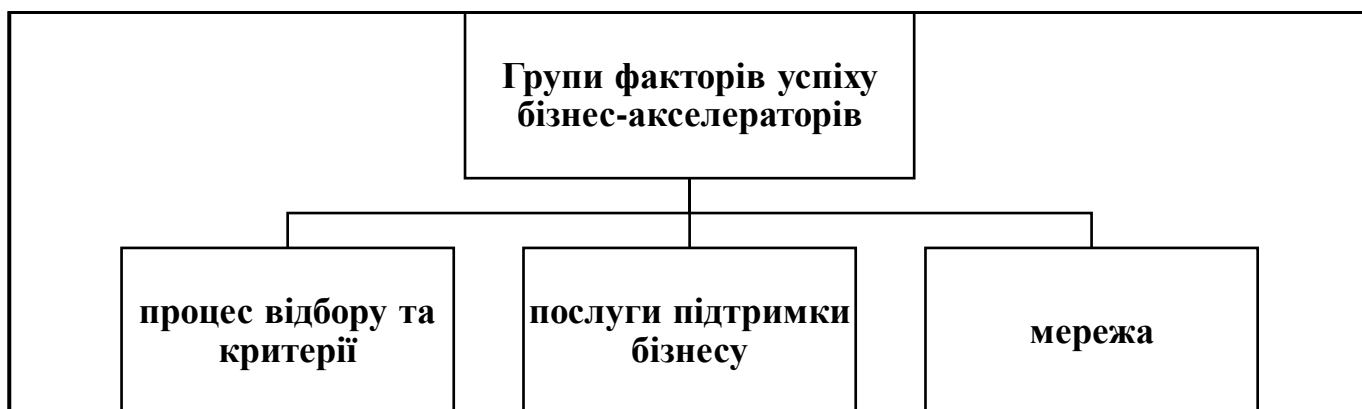 Групи факторів успіху
бізнес-акселераторів
процес відбору та
критерії
послуги підтримки
бізнесу
мережа